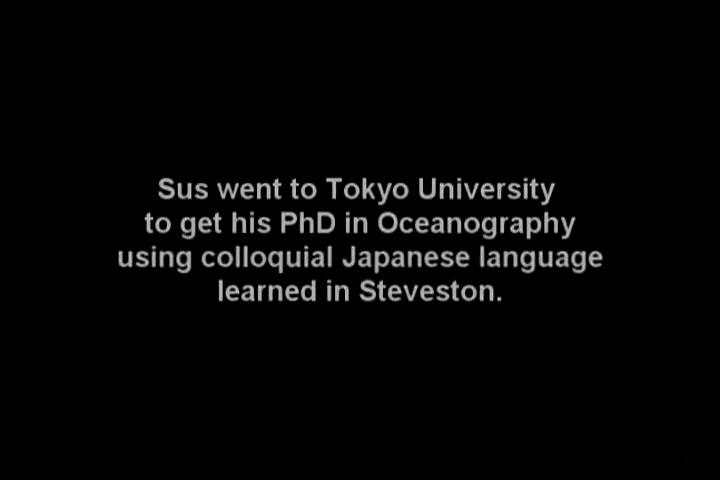 Sus went to Tokyo University
to get his PhD in Oceanography
using colloquial Japanese language
learned in Steveston.